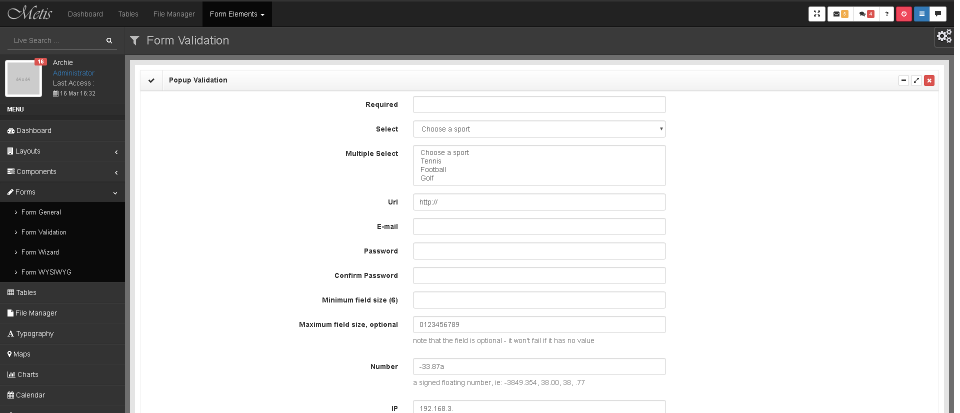 Metis
Dashboard
Tables
File Manager
Form Elements
7
4
?
Live Search ...
Form Validation
16
Archie
Administrator
Last Access :
16 Mar 16:32
MENU
Dashboard
Layouts
Components
Forms
Form General
Form Validation
Form Wizard
Form WYSIWYG
Tables
File Manager
Typography
Maps
Charts
Calendar
Popup Validation
Required
Select
Choose a sport
Multiple Select
Choose a sport
Tennis
Football
Golf
Url
http://
E-mail
Password
Confirm Password
Minimum field size (6)
Maximum field size, optional
0123456789
note that the field is optional - it won't fail if it has no value
Number
-33.87a
a signed floating number, ie: -3849.354, 38.00, 38, .77
IP
192.168.3.